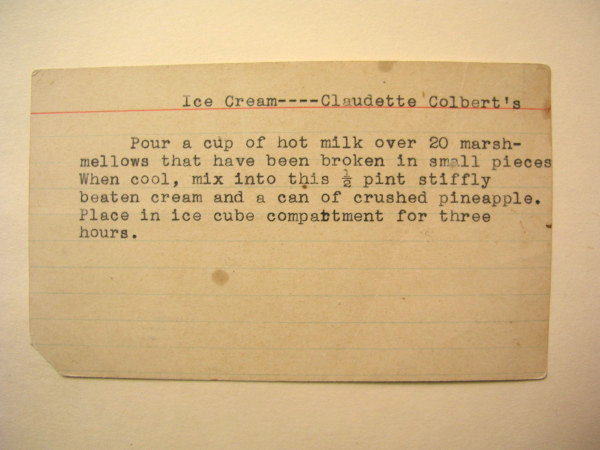 Ice Cream----Claudette Colbert's
Pour a cup of hot milk over 20 marsh-
mellows that have been broken in small pieces
When cool, mix into this ½ pint stiffly
beaten cream and a can of crushed pineapple.
Place in ice cube compabtment for three
hours.